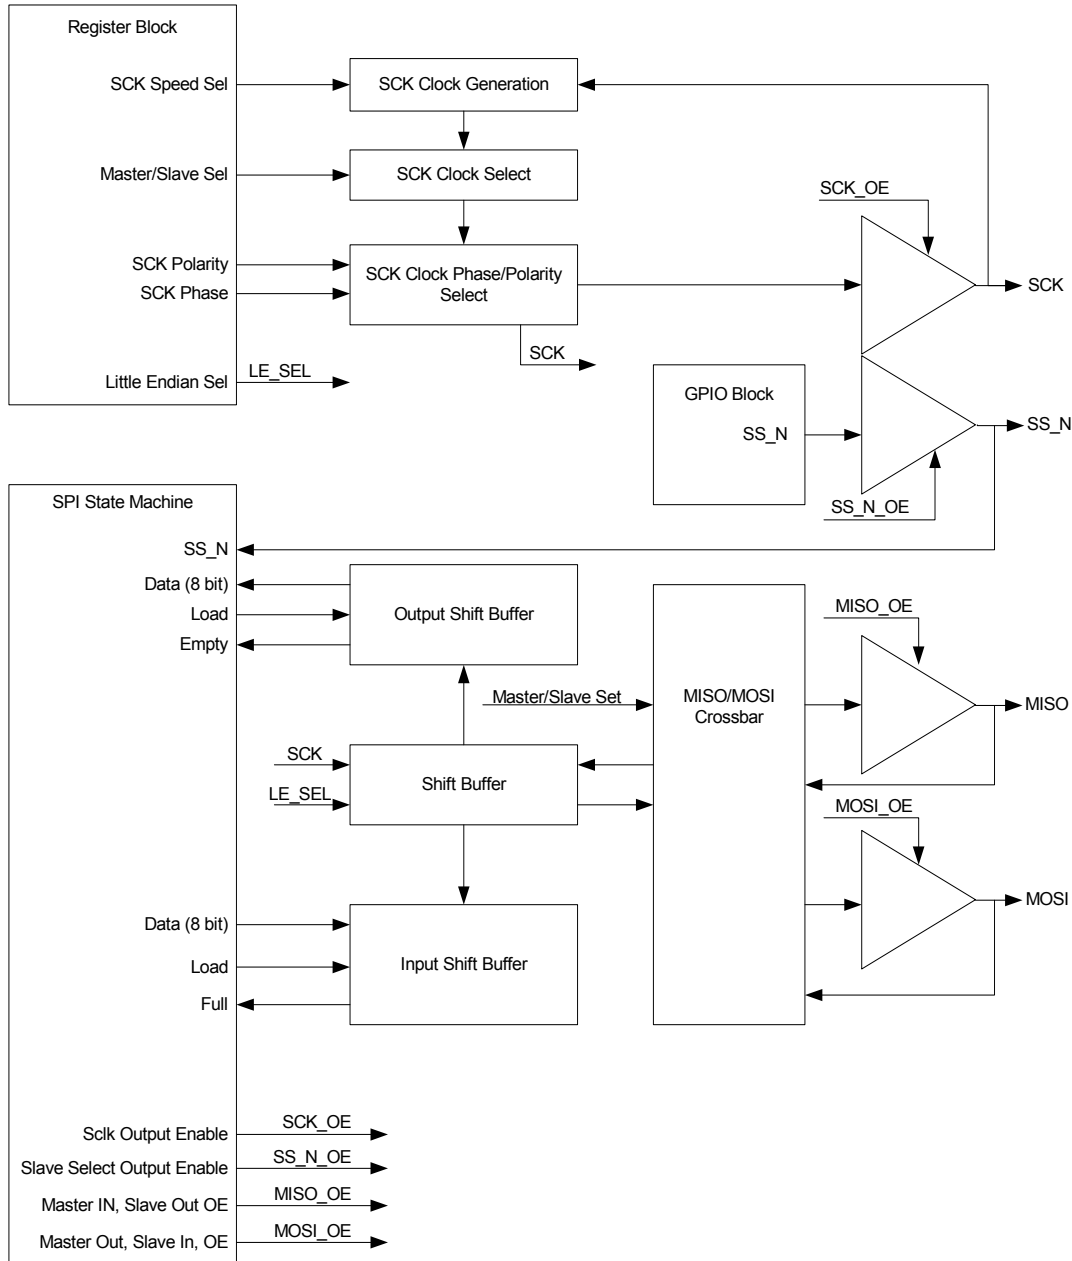 Register Block
SCK Speed Sel
SCK Clock Generation
Master/Slave Sel
SCK Clock Select
SCK_OE
SCK Polarity
SCK Phase
SCK Clock Phase/Polarity
Select
SCK
SCK
Little Endian Sel
LE_SEL
GPIO Block
SS_N
SS_N
SS_N_OE
SPI State Machine
SS_N
Data (8 bit)
Load
Empty
Output Shift Buffer
MISO_OE
Master/Slave Set
MISO/MOSI
Crossbar
MISO
SCK
LE_SEL
Shift Buffer
MOSI_OE
MOSI
Data (8 bit)
Load
Full
Input Shift Buffer
Sclk Output Enable
SCK_OE
Slave Select Output Enable
SS_N_OE
Master IN, Slave Out OE
MISO_OE
Master Out, Slave In, OE
MOSI_OE